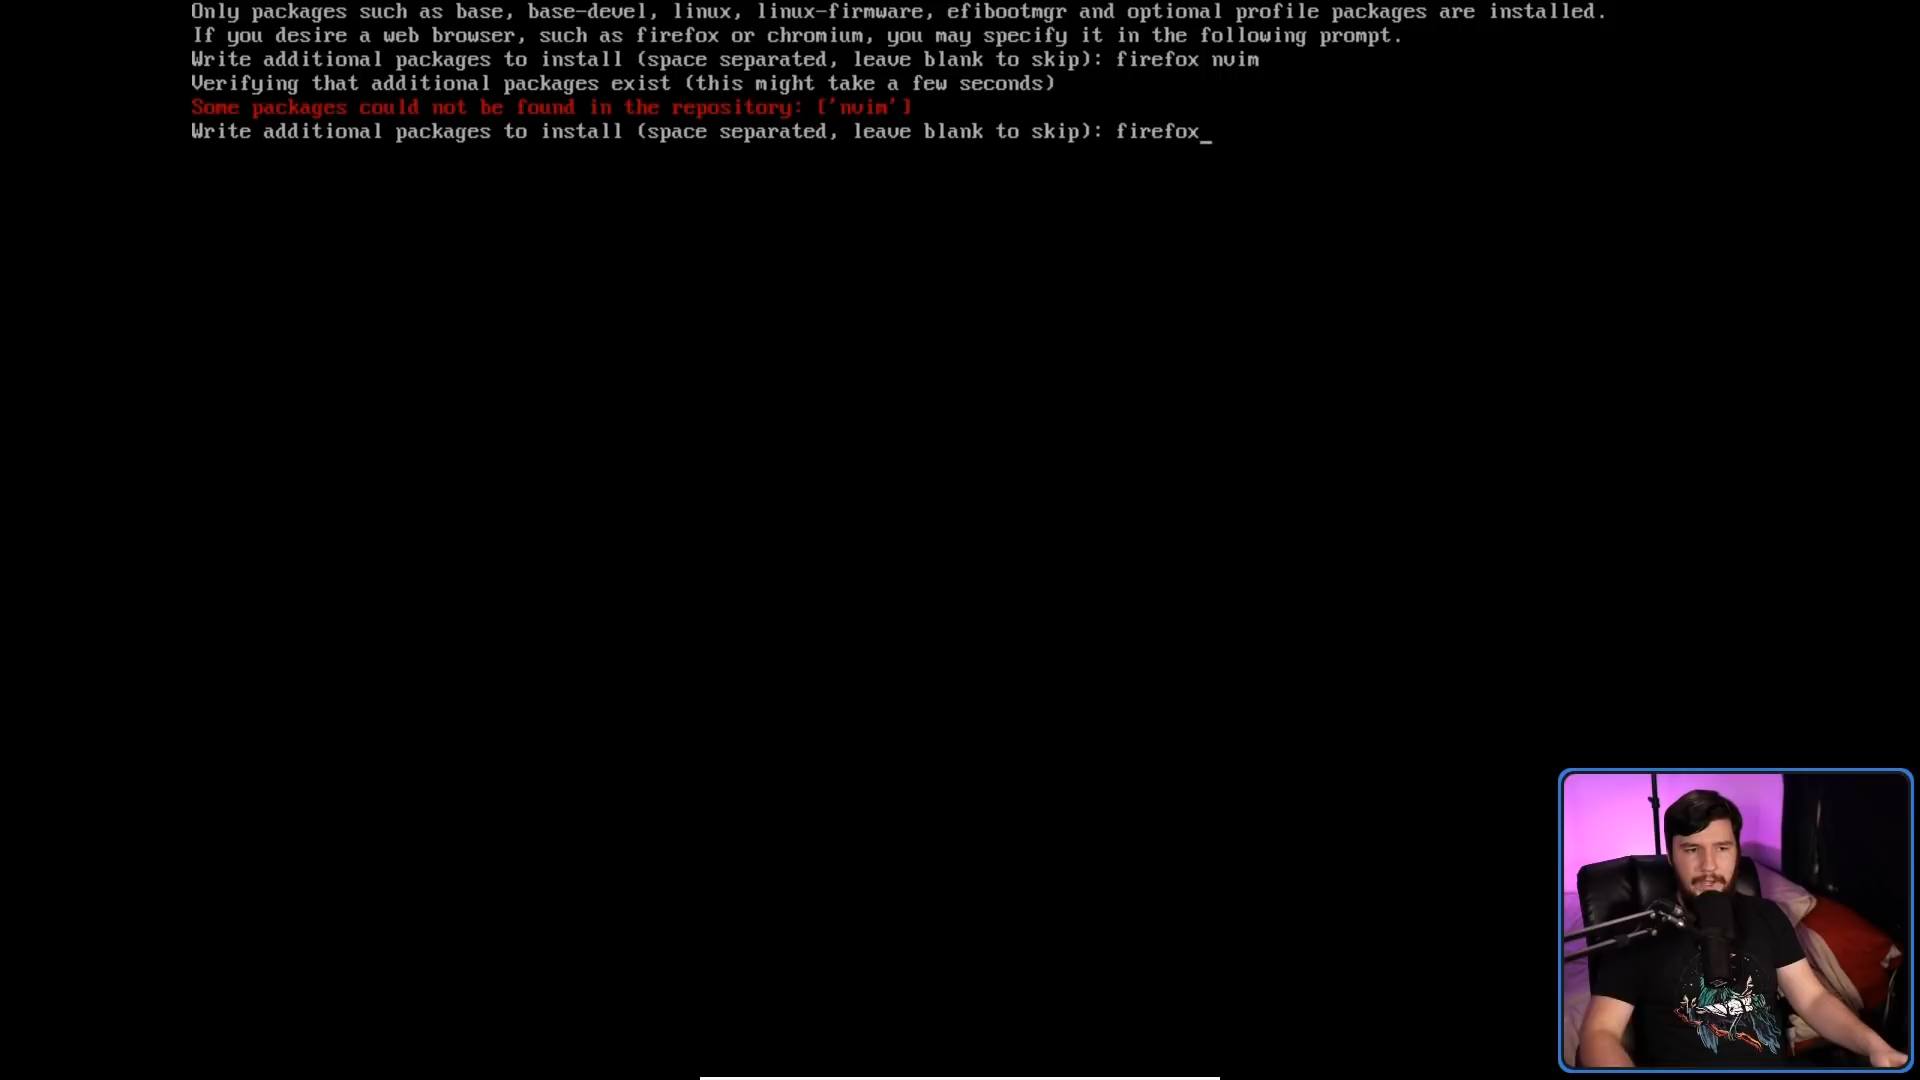 Only packages such as base, base-devel, linux, linux-firmware, efibootmgr and optional profile packages are installed.
If you desire a web browser, such as firefox or chromium, you may specify it in the following prompt.
Write additional packages to install (space separated, leave blank to skip): firefox nvim
Verifying that additional packages exist (this might take a few seconds)
Some packages could not be found in the repository: ['nvim']
Write additional packages to install (space separated, leave blank to skip): firefox_